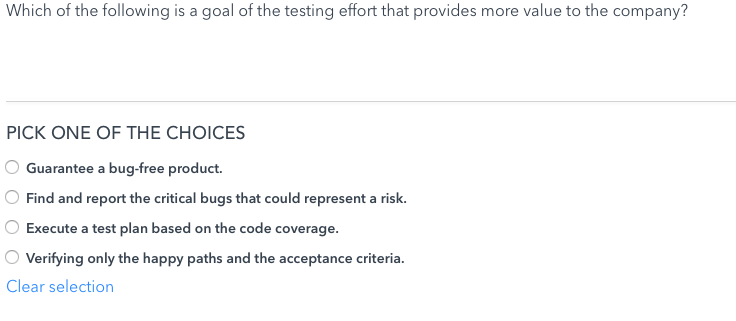 Which of the following is a goal of the testing effort that provides more value to the company?
PICK ONE OF THE CHOICES
Guarantee a bug-free product.
Find and report the critical bugs that could represent a risk.
Execute a test plan based on the code coverage.
Verifying only the happy paths and the acceptance criteria.
Clear selection